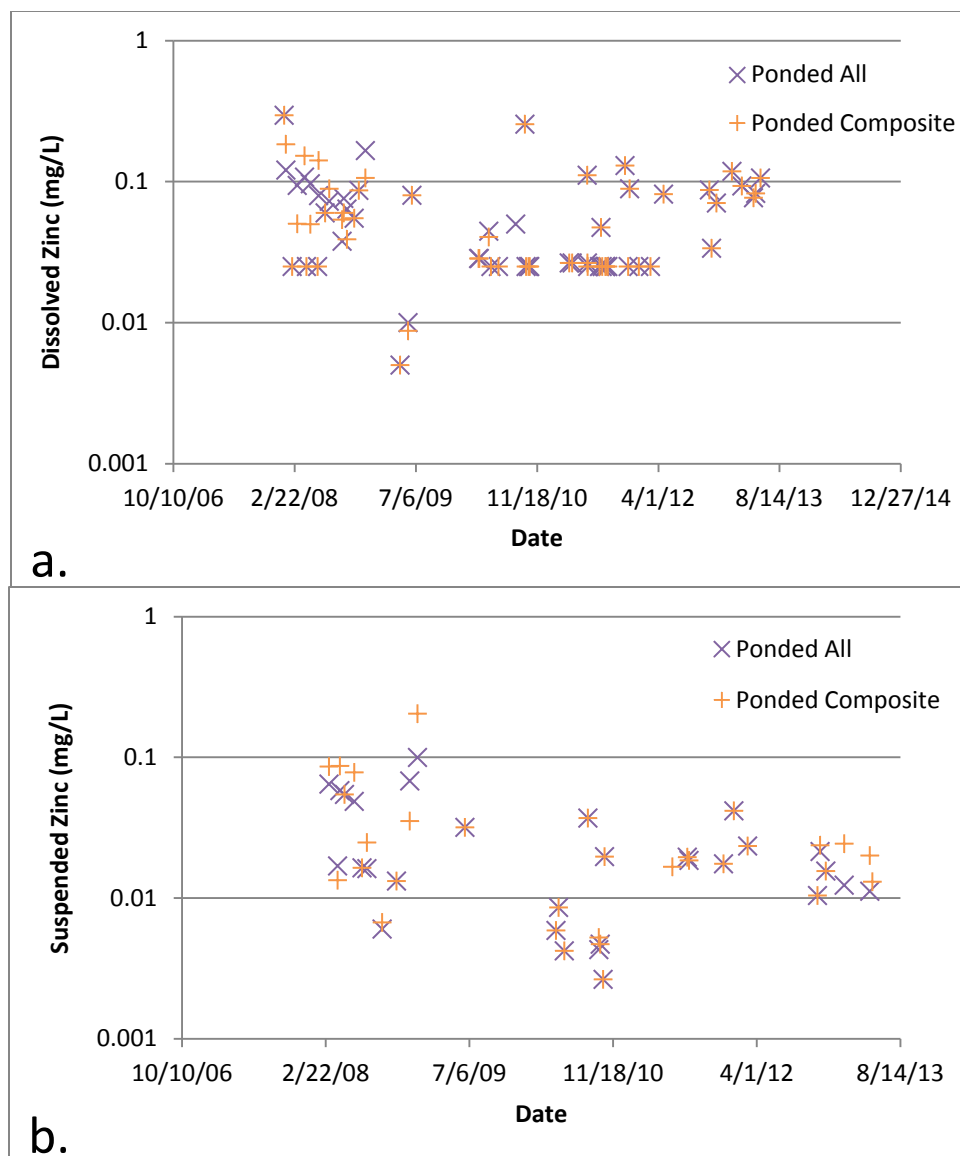 1
Ponded All
Ponded Composite
0.1
0.01
0.001
Dissolved Zinc (mg/L)
10/10/06 2/22/08 7/6/09 11/18/10 4/1/12 8/14/13 12/27/14
Date
a.
1
Ponded All
Ponded Composite
0.1
0.01
0.001
Suspended Zinc (mg/L)
10/10/06 2/22/08 7/6/09 11/18/10 4/1/12 8/14/13
Date
b.